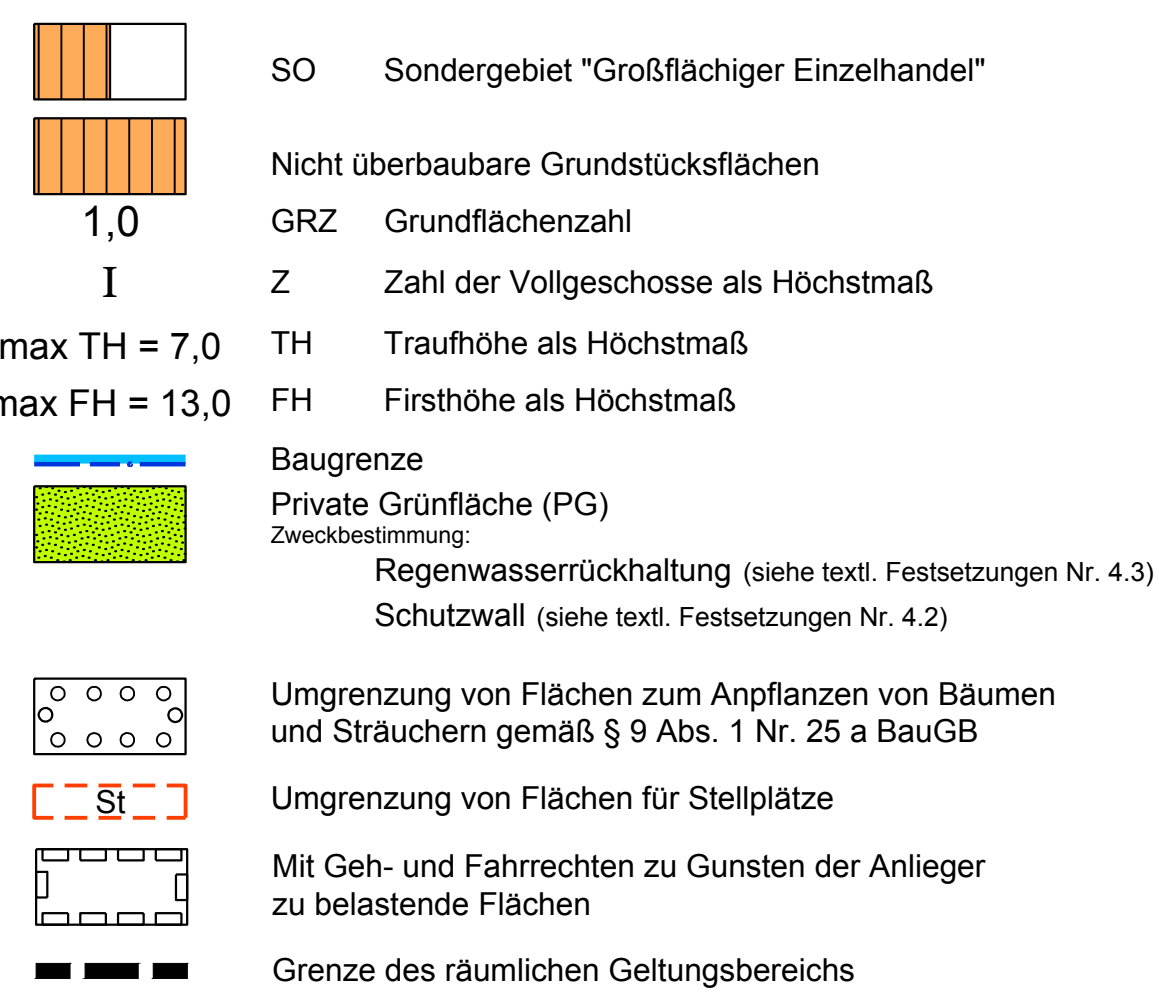 SO Sondergebiet "Großflächiger Einzelhandel"
Nicht überbaubare Grundstücksflächen
1,0 GRZ Grundflächenzahl
I Z Zahl der Vollgeschosse als Höchstmaß
max TH = 7,0 TH Traufhöhe als Höchstmaß
max FH = 13,0 FH Firsthöhe als Höchstmaß
Baugrenze
Private Grünfläche (PG)
Zweckbestimmung:
Regenwasserrückhaltung (siehe textl. Festsetzungen Nr. 4.3)
Schutzwall (siehe textl. Festsetzungen Nr. 4.2)
Umgrenzung von Flächen zum Anpflanzen von Bäumen
und Sträuchern gemäß § 9 Abs. 1 Nr. 25 a BauGB
St Umgrenzung von Flächen für Stellplätze
Mit Geh- und Fahrrechten zu Gunsten der Anlieger
zu belastende Flächen
Grenze des räumlichen Geltungsbereichs